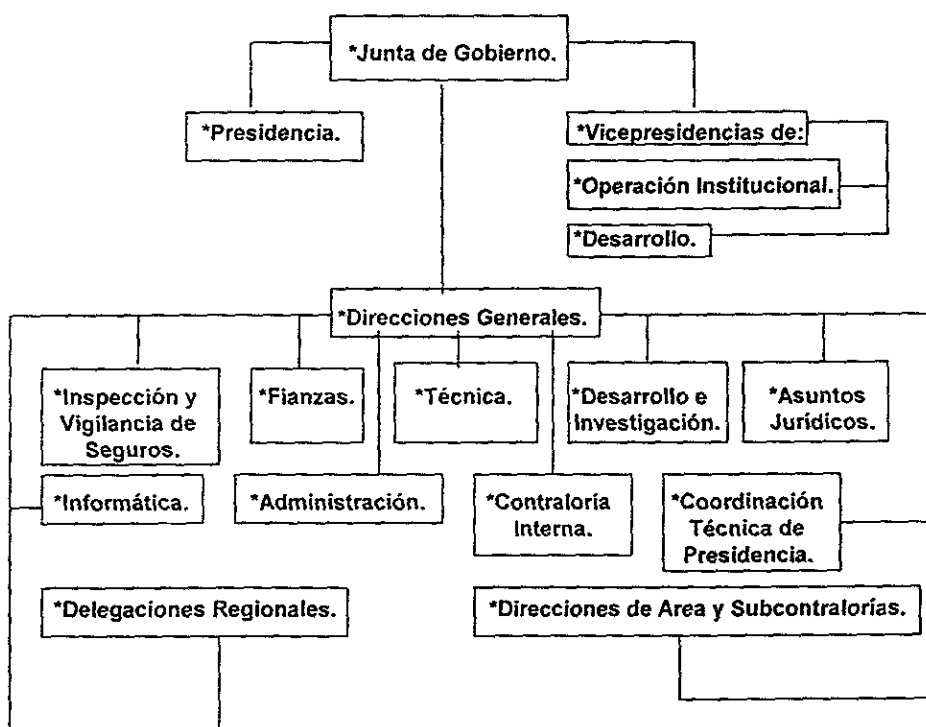 *Junta de Gobierno.
*Presidencia.
*Vicepresidencias de:
*Operación Institucional.
*Desarrollo.
*Direcciones Generales.
*Inspección y
Vigilancia de
Seguros.
*Fianzas.
*Técnica.
*Desarrollo e
Investigación.
*Asuntos
Jurídicos.
*Informática.
*Administración.
*Contraloría
Interna.
*Coordinación
Técnica de
Presidencia.
*Delegaciones Regionales.
*Direcciones de Area y Subcontralorías.